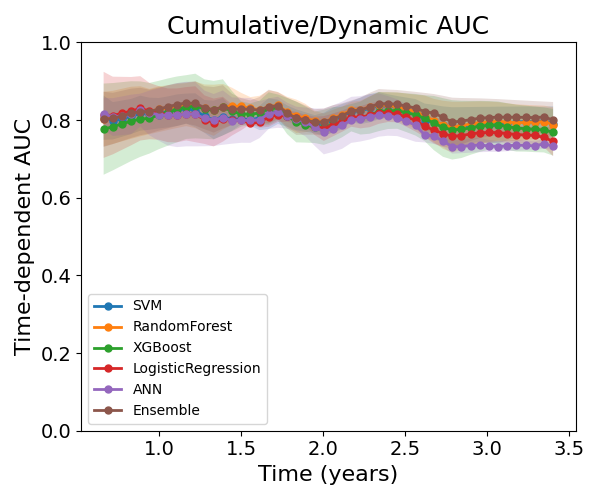 Cumulative/Dynamic AUC
Time-dependent AUC
1.0
0.8
0.6
0.4
0.2
0.0
SVM
RandomForest
XGBoost
LogisticRegression
ANN
Ensemble
1.0 1.5 2.0 2.5 3.0 3.5
Time (years)